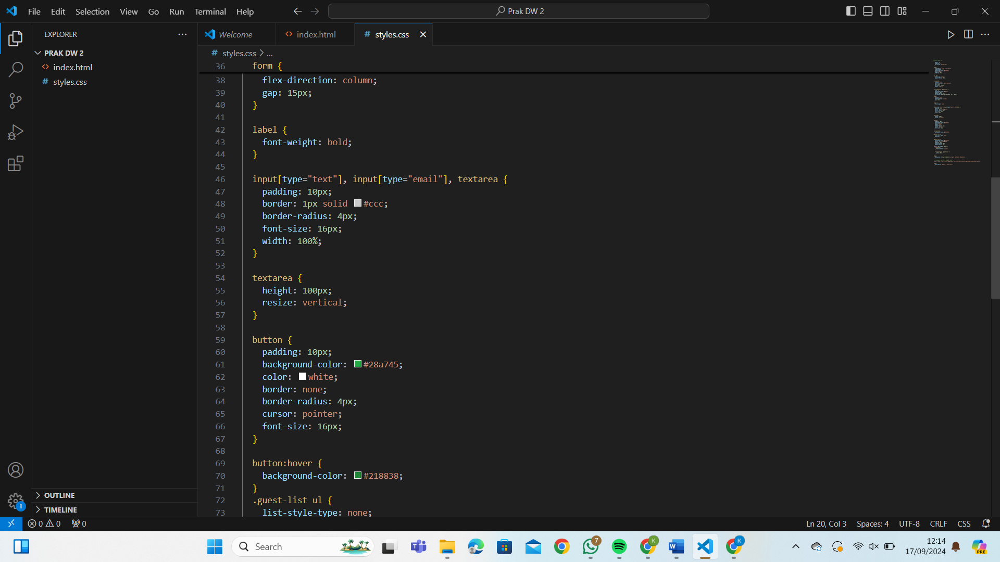 File Edit Selection View Go Run Terminal Help
Prak DW 2
EXPLORER
PRAK DW 2
index.html
styles.css
OUTLINE
TIMELINE
Welcome
index.html
styles.css
styles.css > ...
36 form {
38 flex-direction: column;
39 gap: 15px;
40 }
41
42 label {
43 font-weight: bold;
44 }
45
46 input[type="text"], input[type="email"], textarea {
47 padding: 10px;
48 border: 1px solid #ccc;
49 border-radius: 4px;
50 font-size: 16px;
51 width: 100%;
52 }
53
54 textarea {
55 height: 100px;
56 resize: vertical;
57 }
58
59 button {
60 padding: 10px;
61 background-color: #28a745;
62 color: white;
63 border: none;
64 border-radius: 4px;
65 cursor: pointer;
66 font-size: 16px;
67 }
68
69 button:hover {
70 background-color: #218838;
71 }
72 .guest-list ul {
73 list-style-type: none;
1
0 0 0
Ln 20, Col 3 Spaces: 4 UTF-8 CRLF CSS
Search
7
K
K
12:14
17/09/2024
PRE